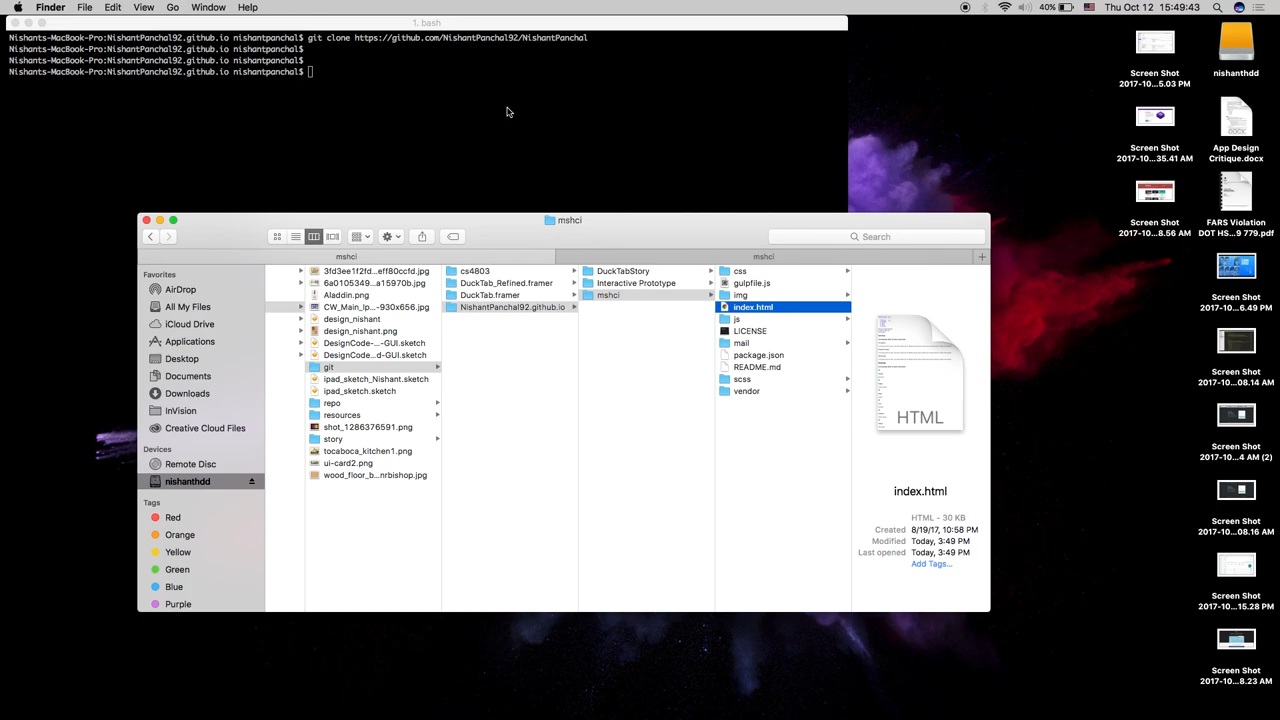 Finder File Edit View Go Window Help 40% Thu Oct 12 15:49:43
1. bash
Nishants-MacBook-Pro:NishantPanchal92.github.io nishantpanchal$ git clone https://github.com/NishantPanchal92/NishantPanchal
Nishants-MacBook-Pro:NishantPanchal92.github.io nishantpanchal$
Nishants-MacBook-Pro:NishantPanchal92.github.io nishantpanchal$
Nishants-MacBook-Pro:NishantPanchal92.github.io nishantpanchal$
mshci
Search
mshci
mshci
Favorites
AirDrop
All My Files
iCloud Drive
Applications
Desktop
Documents
Downloads
InVision
Creative Cloud Files
Devices
Remote Disc
nishanthdd
Tags
Red
Orange
Yellow
Green
Blue
Purple
3fd3ee1f2fd...eff80ccfd.jpg
6a0105349...a15970b.jpg
Aladdin.png
CW_Main_Ip...-930x656.jpg
design_nishant.
design_nishant.png
DesignCode-...-GUI.sketch
DesignCode...d-GUI.sketch
git
ipad_sketch_Nishant.sketch
ipad_sketch.sketch
repo
resources
shot_1286376591.png
story
tocaboca_kitchen1.png
ui-card2.png
wood_floor_b...nrbishop.jpg
cs4803
DuckTab_Refined.framer
DuckTab.framer
NishantPanchal92.github.io
DuckTabStory
Interactive Prototype
mshci
css
gulpfile.js
img
index.html
js
LICENSE
mail
package.json
README.md
scss
vendor
HTML
index.html
HTML - 30 KB
Created 8/19/17, 10:58 PM
Modified Today, 3:49 PM
Last opened Today, 3:49 PM
Add Tags...
Screen Shot
2017-10...5.03 PM
Screen Shot
2017-10...35.41 AM
Screen Shot
2017-10...8.56 AM
nishanthdd
DOCX
App Design
Critique.docx
FARS Violation
DOT HS...9 779.pdf
Screen Shot
2017-10...6.49 PM
Screen Shot
2017-10...08.14 AM
Screen Shot
2017-10...4 AM (2)
Screen Shot
2017-10...08.16 AM
Screen Shot
2017-10...15.28 PM
Screen Shot
2017-10...8.23 AM